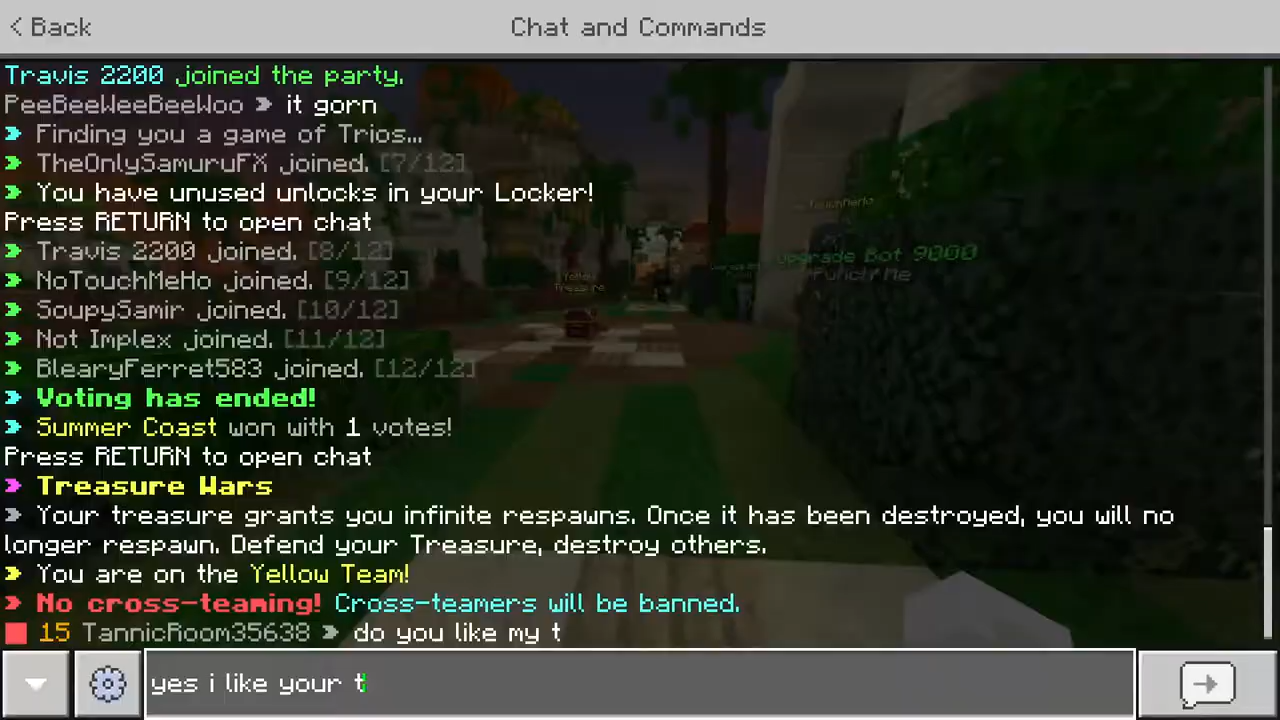 Back
Chat and Commands
Travis 2200 joined the party.
PeeBeeWeeBeeWoo » it gorn
Finding you a game of Trios...
TheOnlySamuruFX joined. [7/12]
You have unused unlocks in your Locker!
Press RETURN to open chat
Travis 2200 joined. [8/12]
NoTouchMeHo joined. [9/12]
SoupySamir joined. [10/12]
Not Implex joined. [11/12]
BlearyFerret583 joined. [12/12]
Voting has ended!
Summer Coast won with 1 votes!
Press RETURN to open chat
Treasure Wars
Your treasure grants you infinite respawns. Once it has been destroyed, you will no
longer respawn. Defend your Treasure, destroy others.
You are on the Yellow Team!
No cross-teaming! Cross-teamers will be banned.
15 TannicRoom35638 » do you like my t
yes i like your t
Yellow
Treasure
Upgrade Bot 9000
Punch Me